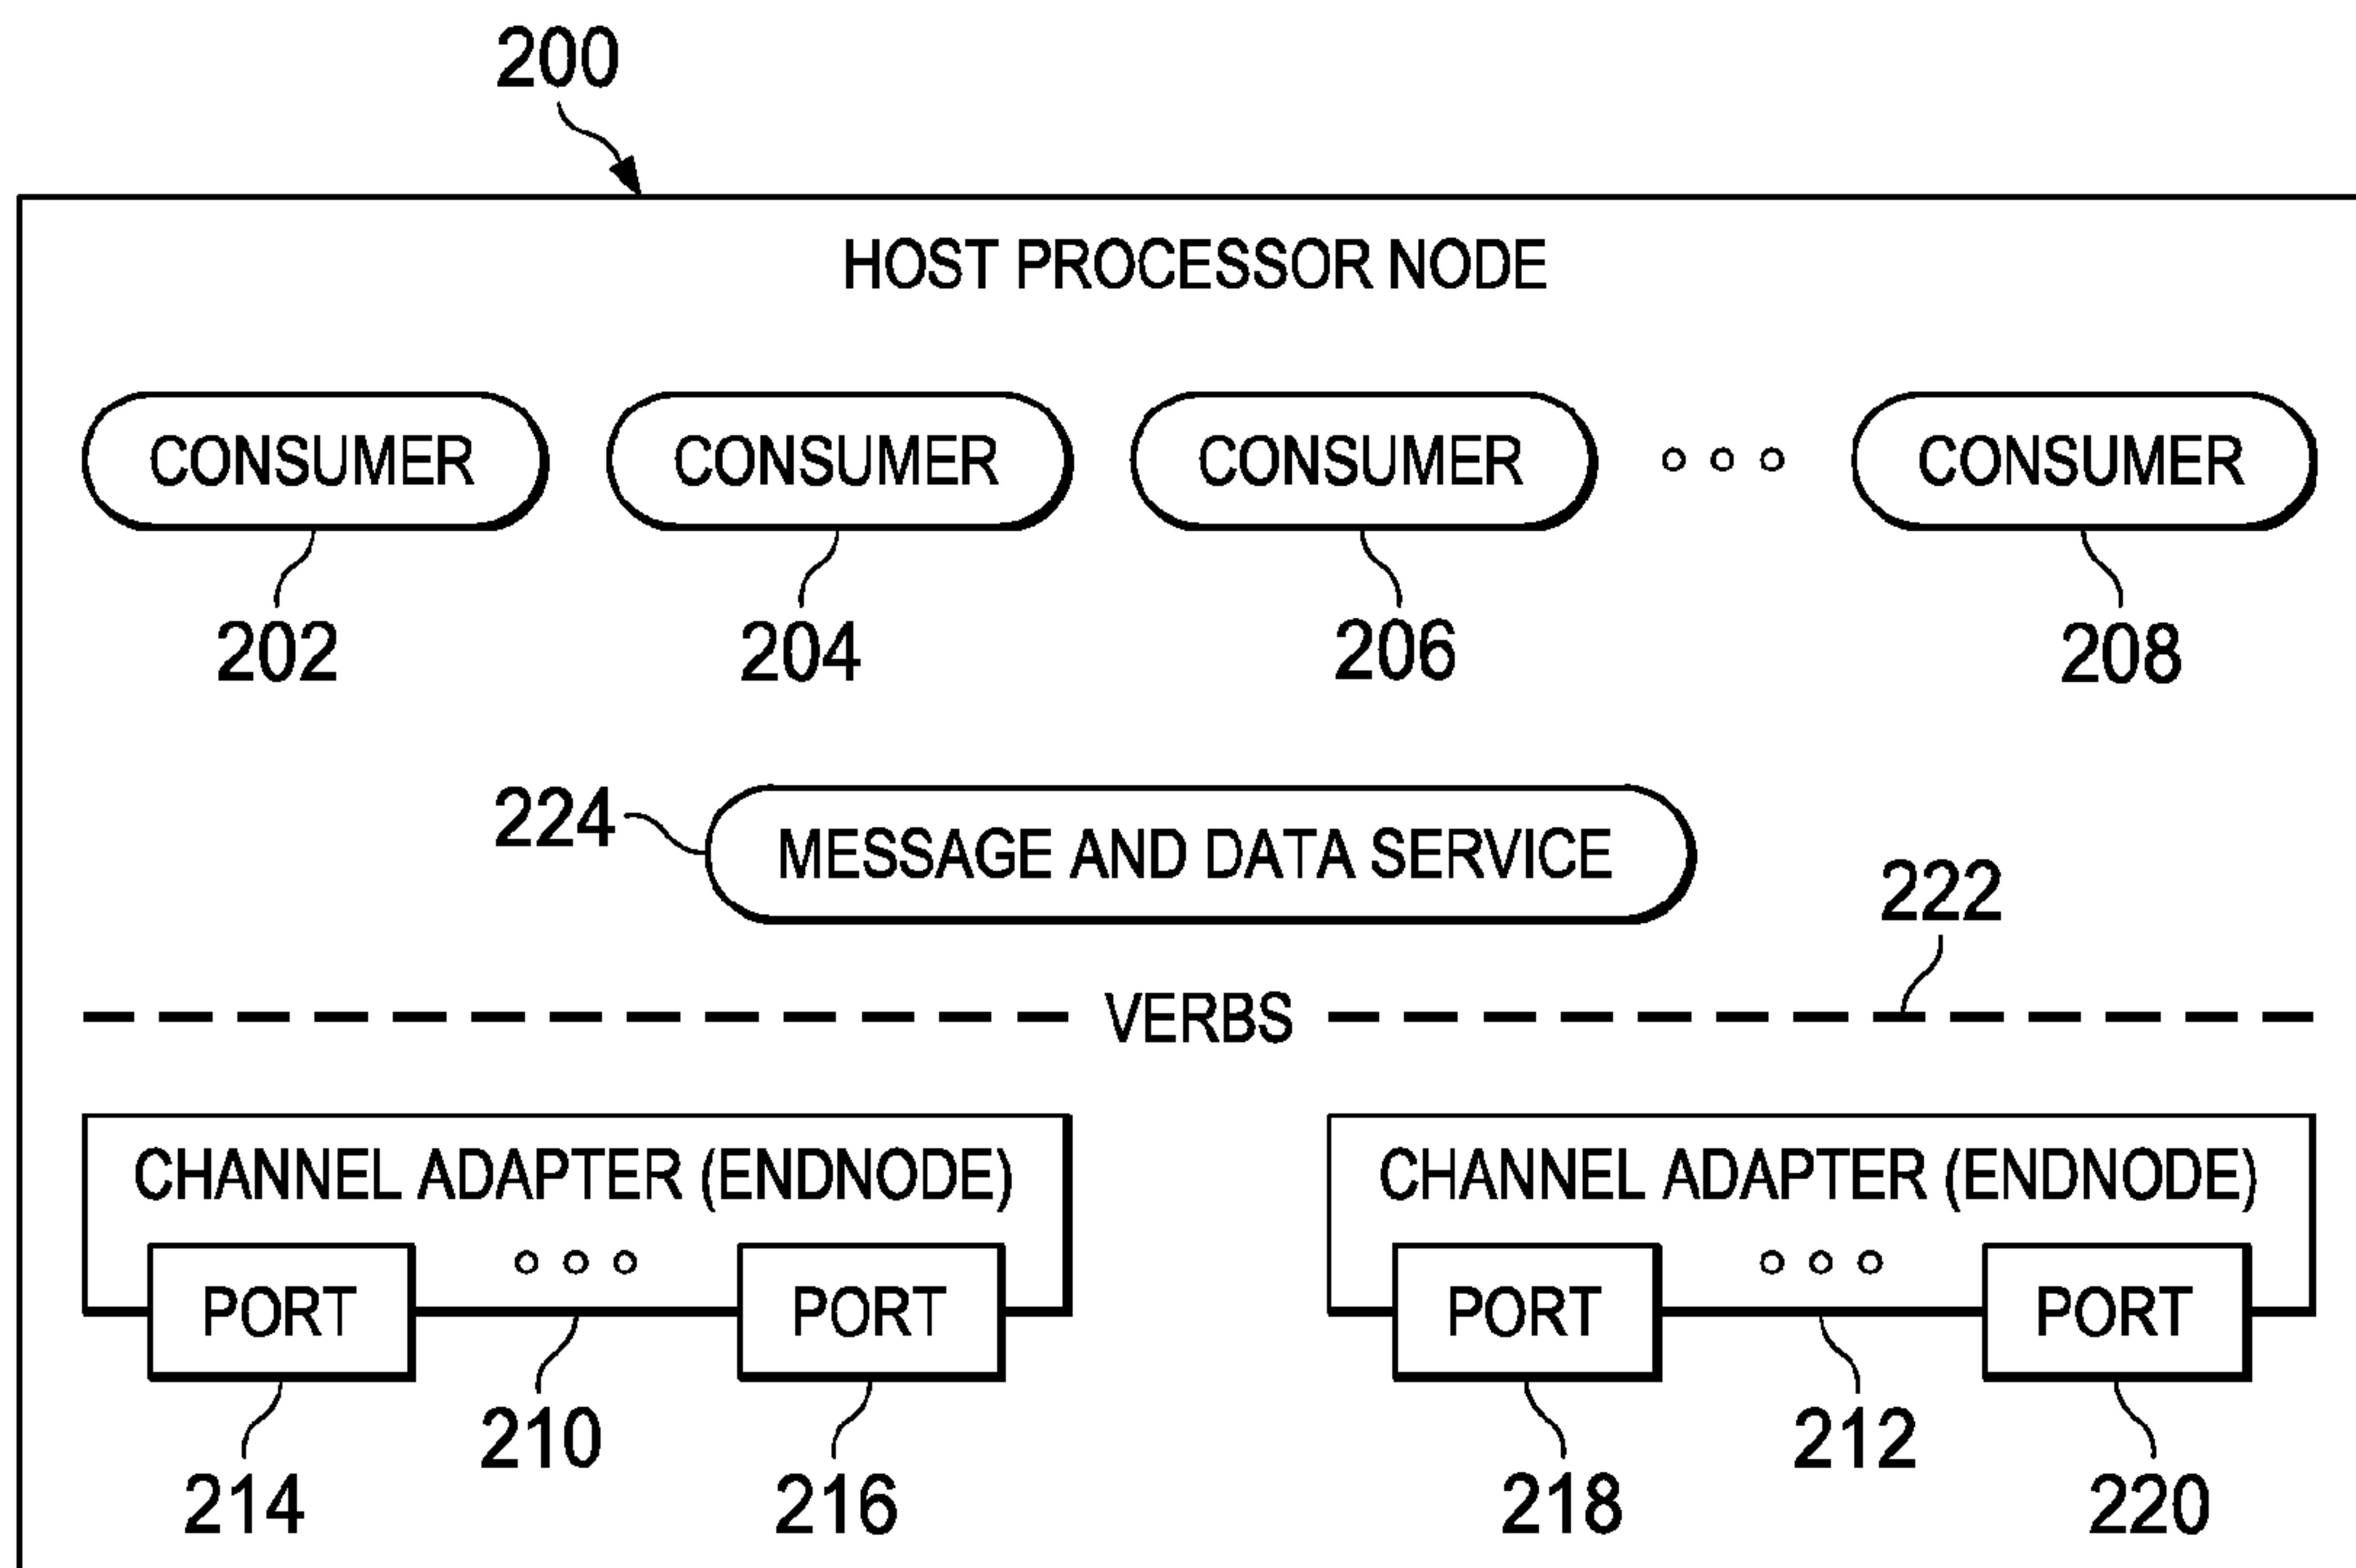 200
HOST PROCESSOR NODE
CONSUMER CONSUMER CONSUMER CONSUMER
202 204 206 208
224 MESSAGE AND DATA SERVICE
222
VERBS
CHANNEL ADAPTER (ENDNODE) CHANNEL ADAPTER (ENDNODE)
PORT PORT PORT PORT
210 212
214 216 218 220